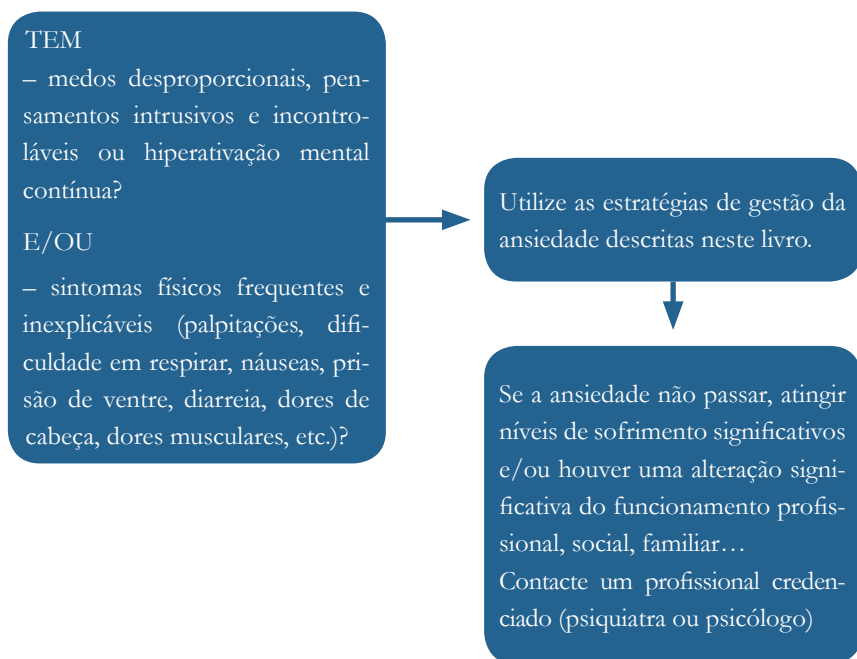 TEM
– medos desproporcionais, pen-
samentos intrusivos e incontro-
láveis ou hiperativação mental
contínua?
E/OU
– sintomas físicos frequentes e
inexplicáveis (palpitações, difi-
culdade em respirar, náuseas, pri-
são de ventre, diarreia, dores de
cabeça, dores musculares, etc.)?
Utilize as estratégias de gestão da
ansiedade descritas neste livro.
Se a ansiedade não passar, atingir
níveis de sofrimento significativos
e/ou houver uma alteração signi-
ficativa do funcionamento profis-
sional, social, familiar…
Contacte um profissional creden-
ciado (psiquiatra ou psicólogo)